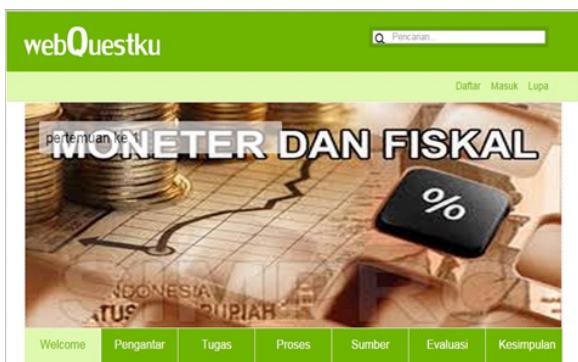 webQuestku
Pencarian...
Daftar Masuk Lupa
pertemuan ke 1
MONETER DAN FISKAL
%
SIMPRO
INDONESIA
RUPIAH
Welcome Pengantar Tugas Proses Sumber Evaluasi Kesimpulan